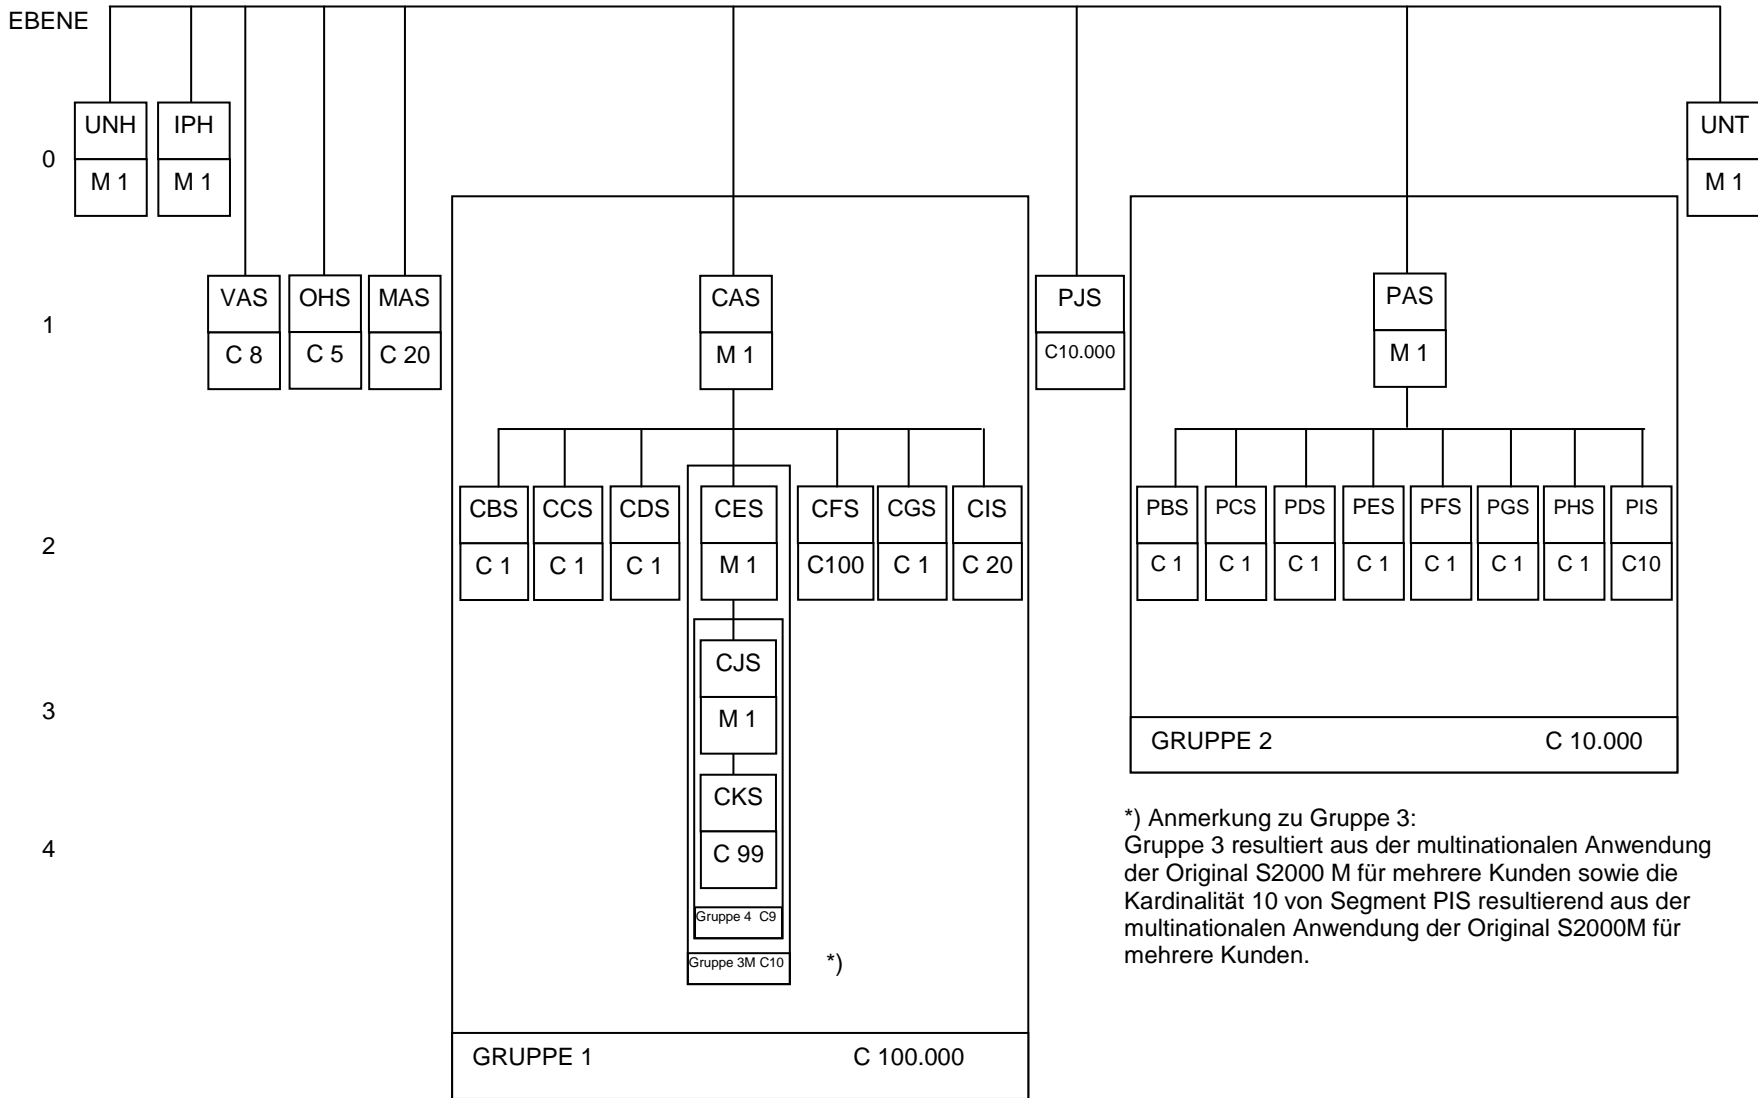 EBENE
UNH IPH UNT
0
M 1 M 1 M 1
VAS OHS MAS CAS PJS PAS
1
C 8 C 5 C 20 M 1 C10.000 M 1
CBS CCS CDS CES CFS CGS CIS PBS PCS PDS PES PFS PGS PHS PIS
2
C 1 C 1 C 1 M 1 C100 C 1 C 20 C 1 C 1 C 1 C 1 C 1 C 1 C 1 C10
CJS
3
M 1
GRUPPE 2 C 10.000
CKS
4
C 99
Gruppe 4 C9
Gruppe 3M C10 *)
*) Anmerkung zu Gruppe 3:
Gruppe 3 resultiert aus der multinationalen Anwendung
der Original S2000 M für mehrere Kunden sowie die
Kardinalität 10 von Segment PIS resultierend aus der
multinationalen Anwendung der Original S2000M für
mehrere Kunden.
GRUPPE 1 C 100.000